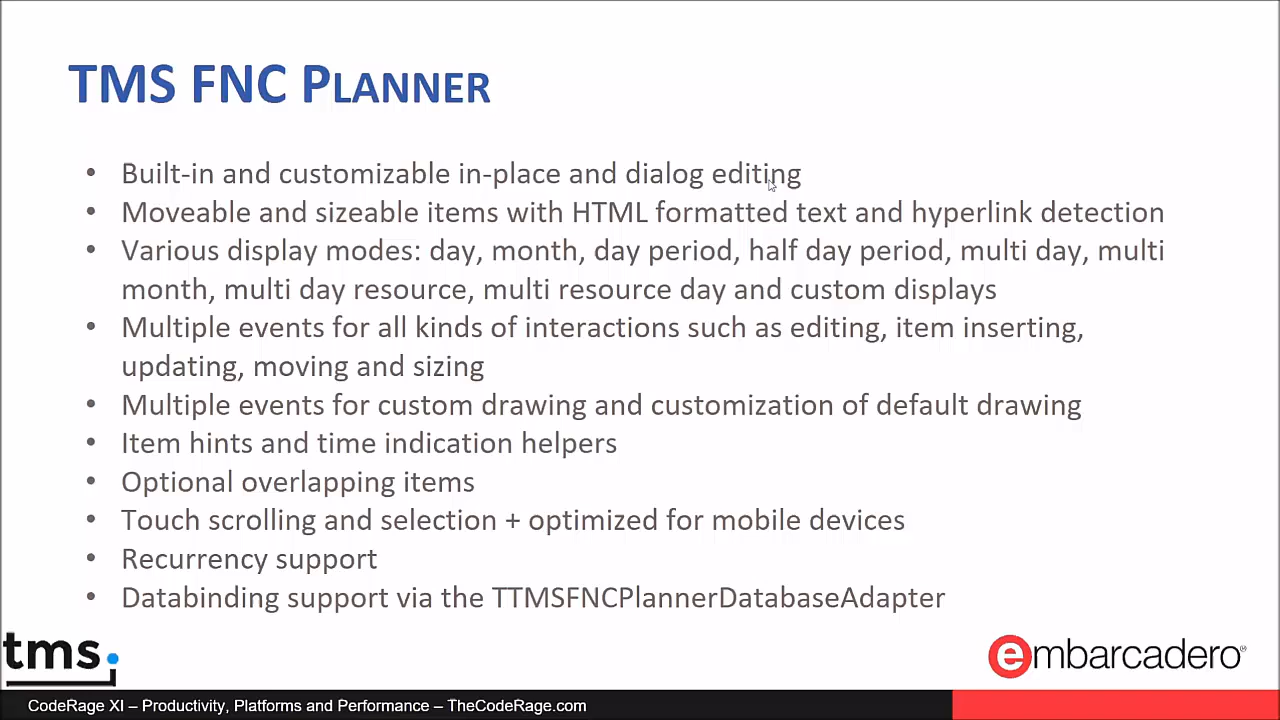 TMS FNC PLANNER
• Built-in and customizable in-place and dialog editing
• Moveable and sizeable items with HTML formatted text and hyperlink detection
• Various display modes: day, month, day period, half day period, multi day, multi
month, multi day resource, multi resource day and custom displays
• Multiple events for all kinds of interactions such as editing, item inserting,
updating, moving and sizing
• Multiple events for custom drawing and customization of default drawing
• Item hints and time indication helpers
• Optional overlapping items
• Touch scrolling and selection + optimized for mobile devices
• Recurrency support
• Databinding support via the TTMSFNCPlannerDatabaseAdapter
tms.
embarcadero®
CodeRage XI – Productivity, Platforms and Performance – TheCodeRage.com